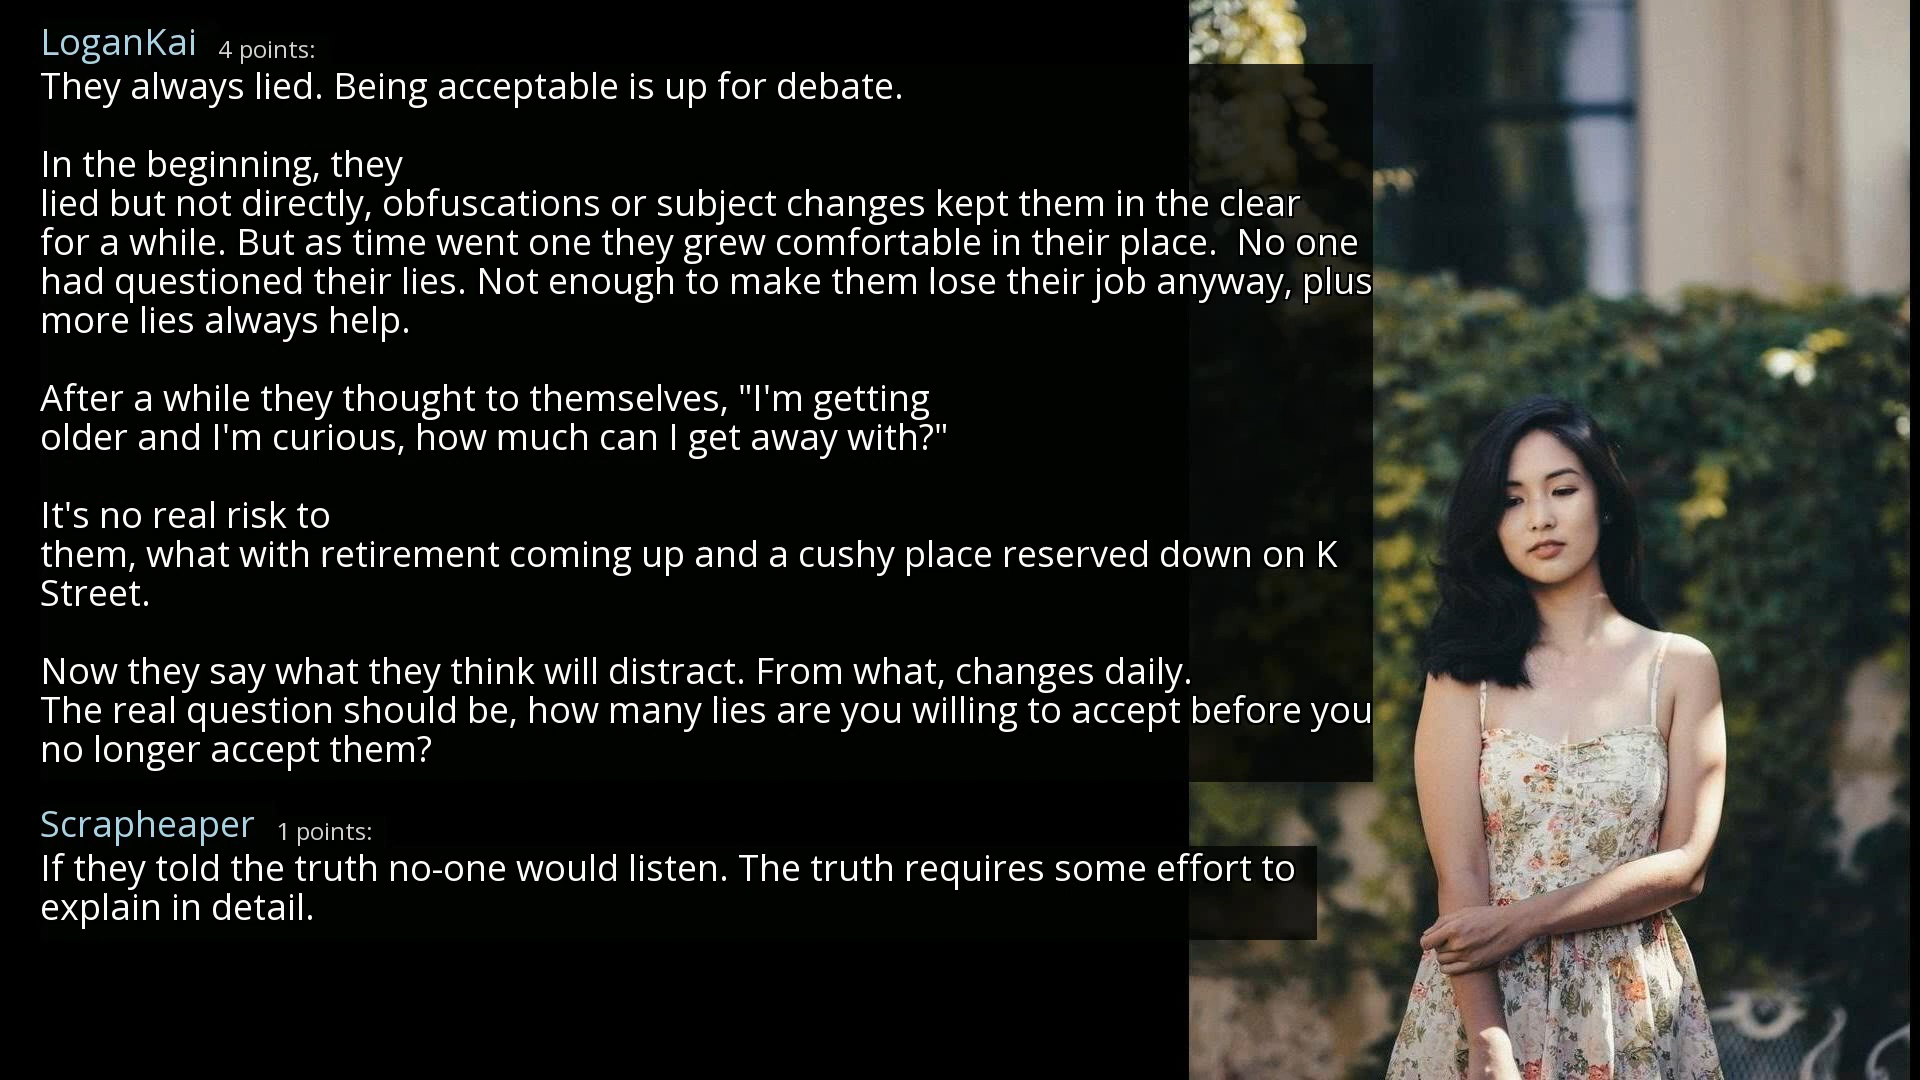 LoganKai 4 points:
They always lied. Being acceptable is up for debate.
In the beginning, they
lied but not directly, obfuscations or subject changes kept them in the clear
for a while. But as time went one they grew comfortable in their place.  No one
had questioned their lies. Not enough to make them lose their job anyway, plus
more lies always help.
After a while they thought to themselves, "I'm getting
older and I'm curious, how much can I get away with?"
It's no real risk to
them, what with retirement coming up and a cushy place reserved down on K
Street.
Now they say what they think will distract. From what, changes daily.
The real question should be, how many lies are you willing to accept before you
no longer accept them?
Scrapheaper 1 points:
If they told the truth no-one would listen. The truth requires some effort to
explain in detail.